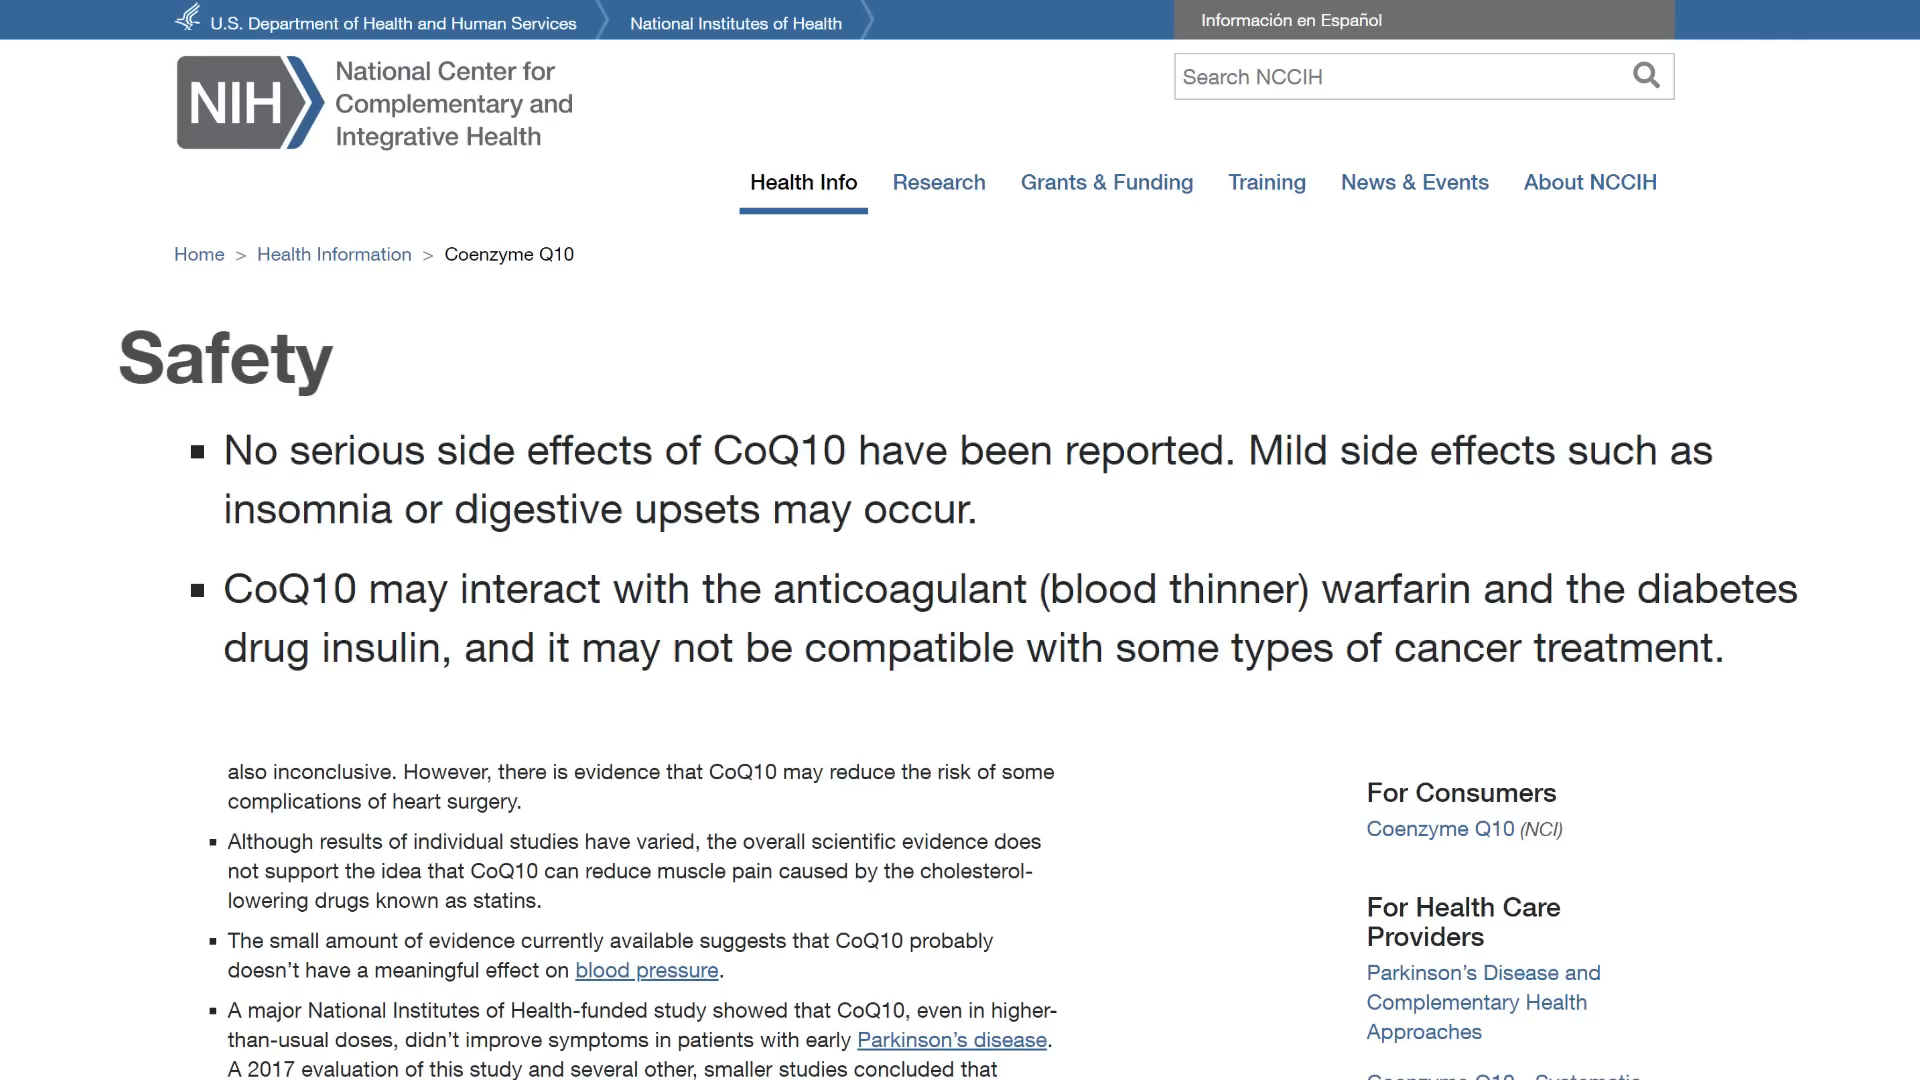 U.S. Department of Health and Human Services
National Institutes of Health
Información en Español
NIH
National Center for
Complementary and
Integrative Health
Search NCCIH
Health Info
Research
Grants & Funding
Training
News & Events
About NCCIH
Home > Health Information > Coenzyme Q10
Safety
▪ No serious side effects of CoQ10 have been reported. Mild side effects such as
insomnia or digestive upsets may occur.
▪ CoQ10 may interact with the anticoagulant (blood thinner) warfarin and the diabetes
drug insulin, and it may not be compatible with some types of cancer treatment.
also inconclusive. However, there is evidence that CoQ10 may reduce the risk of some
complications of heart surgery.
▪ Although results of individual studies have varied, the overall scientific evidence does
not support the idea that CoQ10 can reduce muscle pain caused by the cholesterol-
lowering drugs known as statins.
▪ The small amount of evidence currently available suggests that CoQ10 probably
doesn’t have a meaningful effect on blood pressure.
▪ A major National Institutes of Health-funded study showed that CoQ10, even in higher-
than-usual doses, didn’t improve symptoms in patients with early Parkinson’s disease.
A 2017 evaluation of this study and several other, smaller studies concluded that
For Consumers
Coenzyme Q10 (NCI)
For Health Care
Providers
Parkinson’s Disease and
Complementary Health
Approaches
Coenzyme Q10 - Systematic